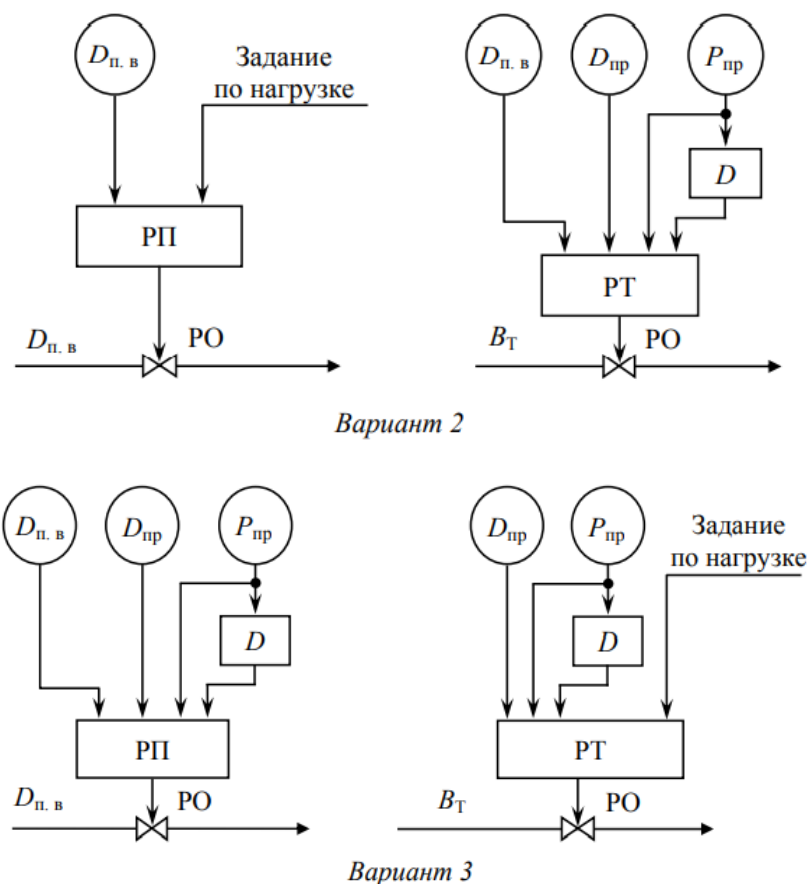 Dп. в
Задание
по нагрузке
РП
Dп. в
РО
Dп. в
Dпр
Pпр
D
РТ
BТ
РО
Вариант 2
Dп. в
Dпр
Pпр
D
РП
Dп. в
РО
Dпр
Pпр
Задание
по нагрузке
D
РТ
BТ
РО
Вариант 3